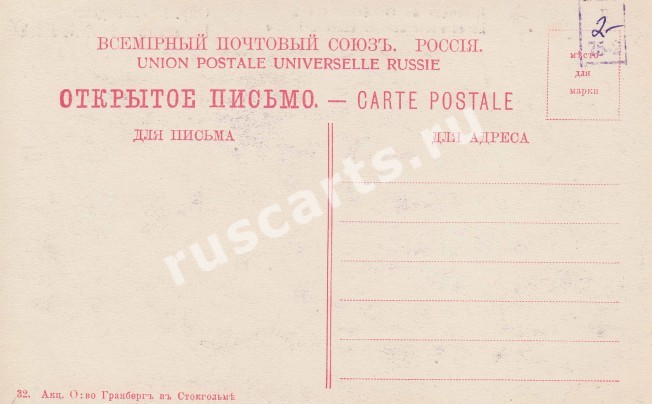 ВСЕМІРНЫЙ ПОЧТОВЫЙ СОЮЗЪ. РОССІЯ.
UNION POSTALE UNIVERSELLE RUSSIE
ОТКРЫТОЕ ПИСЬМО. — CARTE POSTALE
ДЛЯ ПИСЬМА
ДЛЯ АДРЕСА
мѣсто
для
марки
2-
ruscarts.ru
32. Акц. О:во Гранбергъ въ Стокгольмѣ